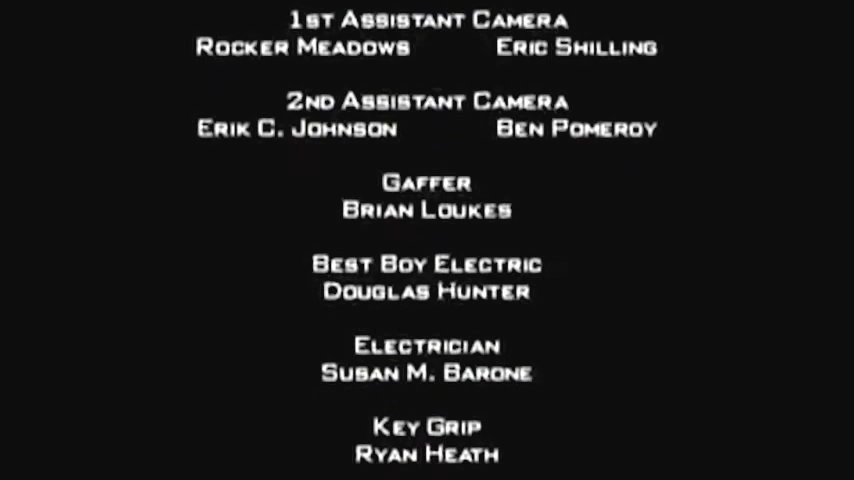 1st Assistant Camera
Rocker Meadows Eric Shilling
2nd Assistant Camera
Erik C. Johnson Ben Pomeroy
Gaffer
Brian Loukes
Best Boy Electric
Douglas Hunter
Electrician
Susan M. Barone
Key Grip
Ryan Heath